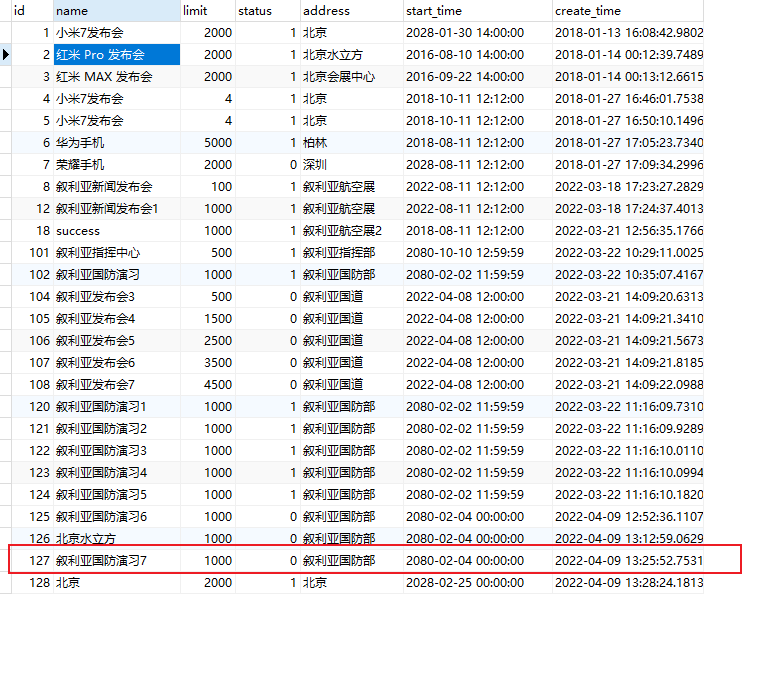 id name limit status address start_time create_time
1 小米7发布会 2000 1 北京 2028-01-30 14:00:00 2018-01-13 16:08:42.9802
2 红米 Pro 发布会 2000 1 北京水立方 2016-08-10 14:00:00 2018-01-14 00:12:39.7489
3 红米 MAX 发布会 2000 1 北京会展中心 2016-09-22 14:00:00 2018-01-14 00:13:12.6615
4 小米7发布会 4 1 北京 2018-10-11 12:12:00 2018-01-27 16:46:01.7538
5 小米7发布会 4 1 北京 2018-10-11 12:12:00 2018-01-27 16:50:10.1496
6 华为手机 5000 1 柏林 2018-08-11 12:12:00 2018-01-27 17:05:23.7340
7 荣耀手机 2000 0 深圳 2028-08-11 12:12:00 2018-01-27 17:09:34.2996
8 叙利亚新闻发布会 100 1 叙利亚航空展 2022-08-11 12:12:00 2022-03-18 17:23:27.2829
12 叙利亚新闻发布会1 1000 1 叙利亚航空展 2022-08-11 12:12:00 2022-03-18 17:24:37.4013
18 success 1000 1 叙利亚航空展2 2018-08-11 12:12:00 2022-03-21 12:56:35.1766
101 叙利亚指挥中心 500 1 叙利亚指挥部 2080-10-10 12:59:59 2022-03-22 10:29:11.0025
102 叙利亚国防演习 1000 1 叙利亚国防部 2080-02-02 11:59:59 2022-03-22 10:35:07.4167
104 叙利亚发布会3 500 0 叙利亚国道 2022-04-08 12:00:00 2022-03-21 14:09:20.6313
105 叙利亚发布会4 1500 0 叙利亚国道 2022-04-08 12:00:00 2022-03-21 14:09:21.3410
106 叙利亚发布会5 2500 0 叙利亚国道 2022-04-08 12:00:00 2022-03-21 14:09:21.5673
107 叙利亚发布会6 3500 0 叙利亚国道 2022-04-08 12:00:00 2022-03-21 14:09:21.8185
108 叙利亚发布会7 4500 0 叙利亚国道 2022-04-08 12:00:00 2022-03-21 14:09:22.0988
120 叙利亚国防演习1 1000 1 叙利亚国防部 2080-02-02 11:59:59 2022-03-22 11:16:09.7310
121 叙利亚国防演习2 1000 1 叙利亚国防部 2080-02-02 11:59:59 2022-03-22 11:16:09.9289
122 叙利亚国防演习3 1000 1 叙利亚国防部 2080-02-02 11:59:59 2022-03-22 11:16:10.0110
123 叙利亚国防演习4 1000 1 叙利亚国防部 2080-02-02 11:59:59 2022-03-22 11:16:10.0994
124 叙利亚国防演习5 1000 1 叙利亚国防部 2080-02-02 11:59:59 2022-03-22 11:16:10.1820
125 叙利亚国防演习6 1000 0 叙利亚国防部 2080-02-04 00:00:00 2022-04-09 12:52:36.1107
126 北京水立方 1000 0 叙利亚国防部 2080-02-04 00:00:00 2022-04-09 13:12:59.0629
127 叙利亚国防演习7 1000 0 叙利亚国防部 2080-02-04 00:00:00 2022-04-09 13:25:52.7531
128 北京 2000 1 北京 2028-02-25 00:00:00 2022-04-09 13:28:24.1813